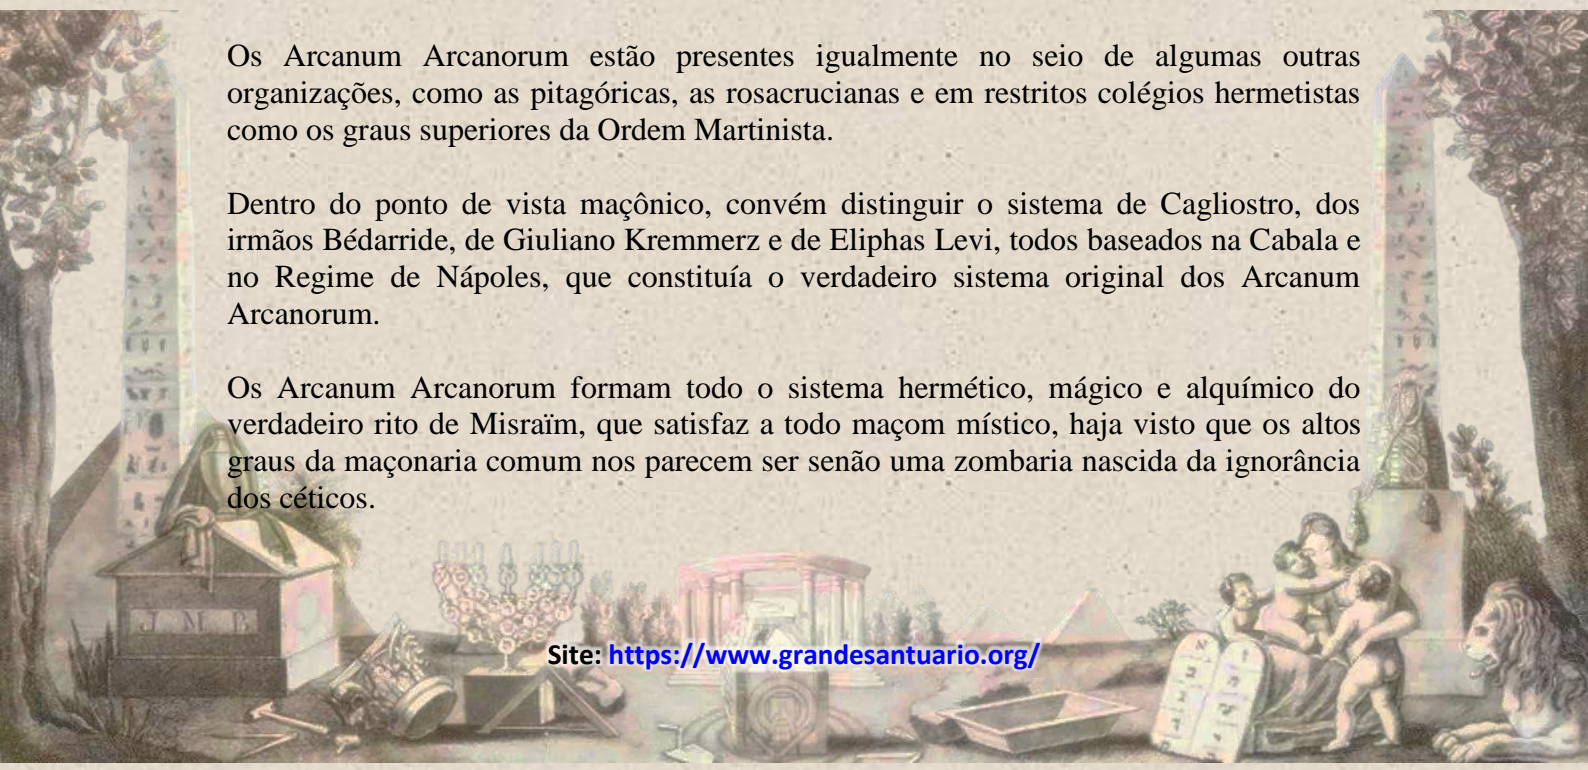 Os Arcanum Arcanorum estão presentes igualmente no seio de algumas outras
organizações, como as pitagóricas, as rosacrucianas e em restritos colégios hermetistas
como os graus superiores da Ordem Martinista.
Dentro do ponto de vista maçônico, convém distinguir o sistema de Cagliostro, dos
irmãos Bédarride, de Giuliano Kremmerz e de Eliphas Levi, todos baseados na Cabala e
no Regime de Nápoles, que constituía o verdadeiro sistema original dos Arcanum
Arcanorum.
Os Arcanum Arcanorum formam todo o sistema hermético, mágico e alquímico do
verdadeiro rito de Misraïm, que satisfaz a todo maçom místico, haja visto que os altos
graus da maçonaria comum nos parecem ser senão uma zombaria nascida da ignorância
dos céticos.
J M B
Site: https://www.grandesantuario.org/